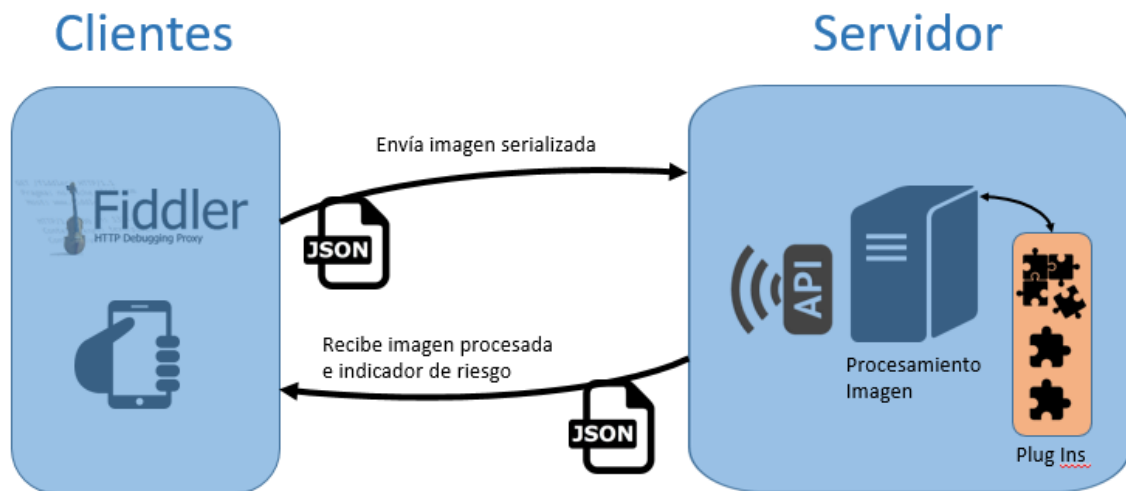 Clientes
Servidor
Envía imagen serializada
Fiddler
HTTP Debugging Proxy
JSON
API
Recibe imagen procesada
e indicador de riesgo
Procesamiento
Imagen
JSON
Plug Ins